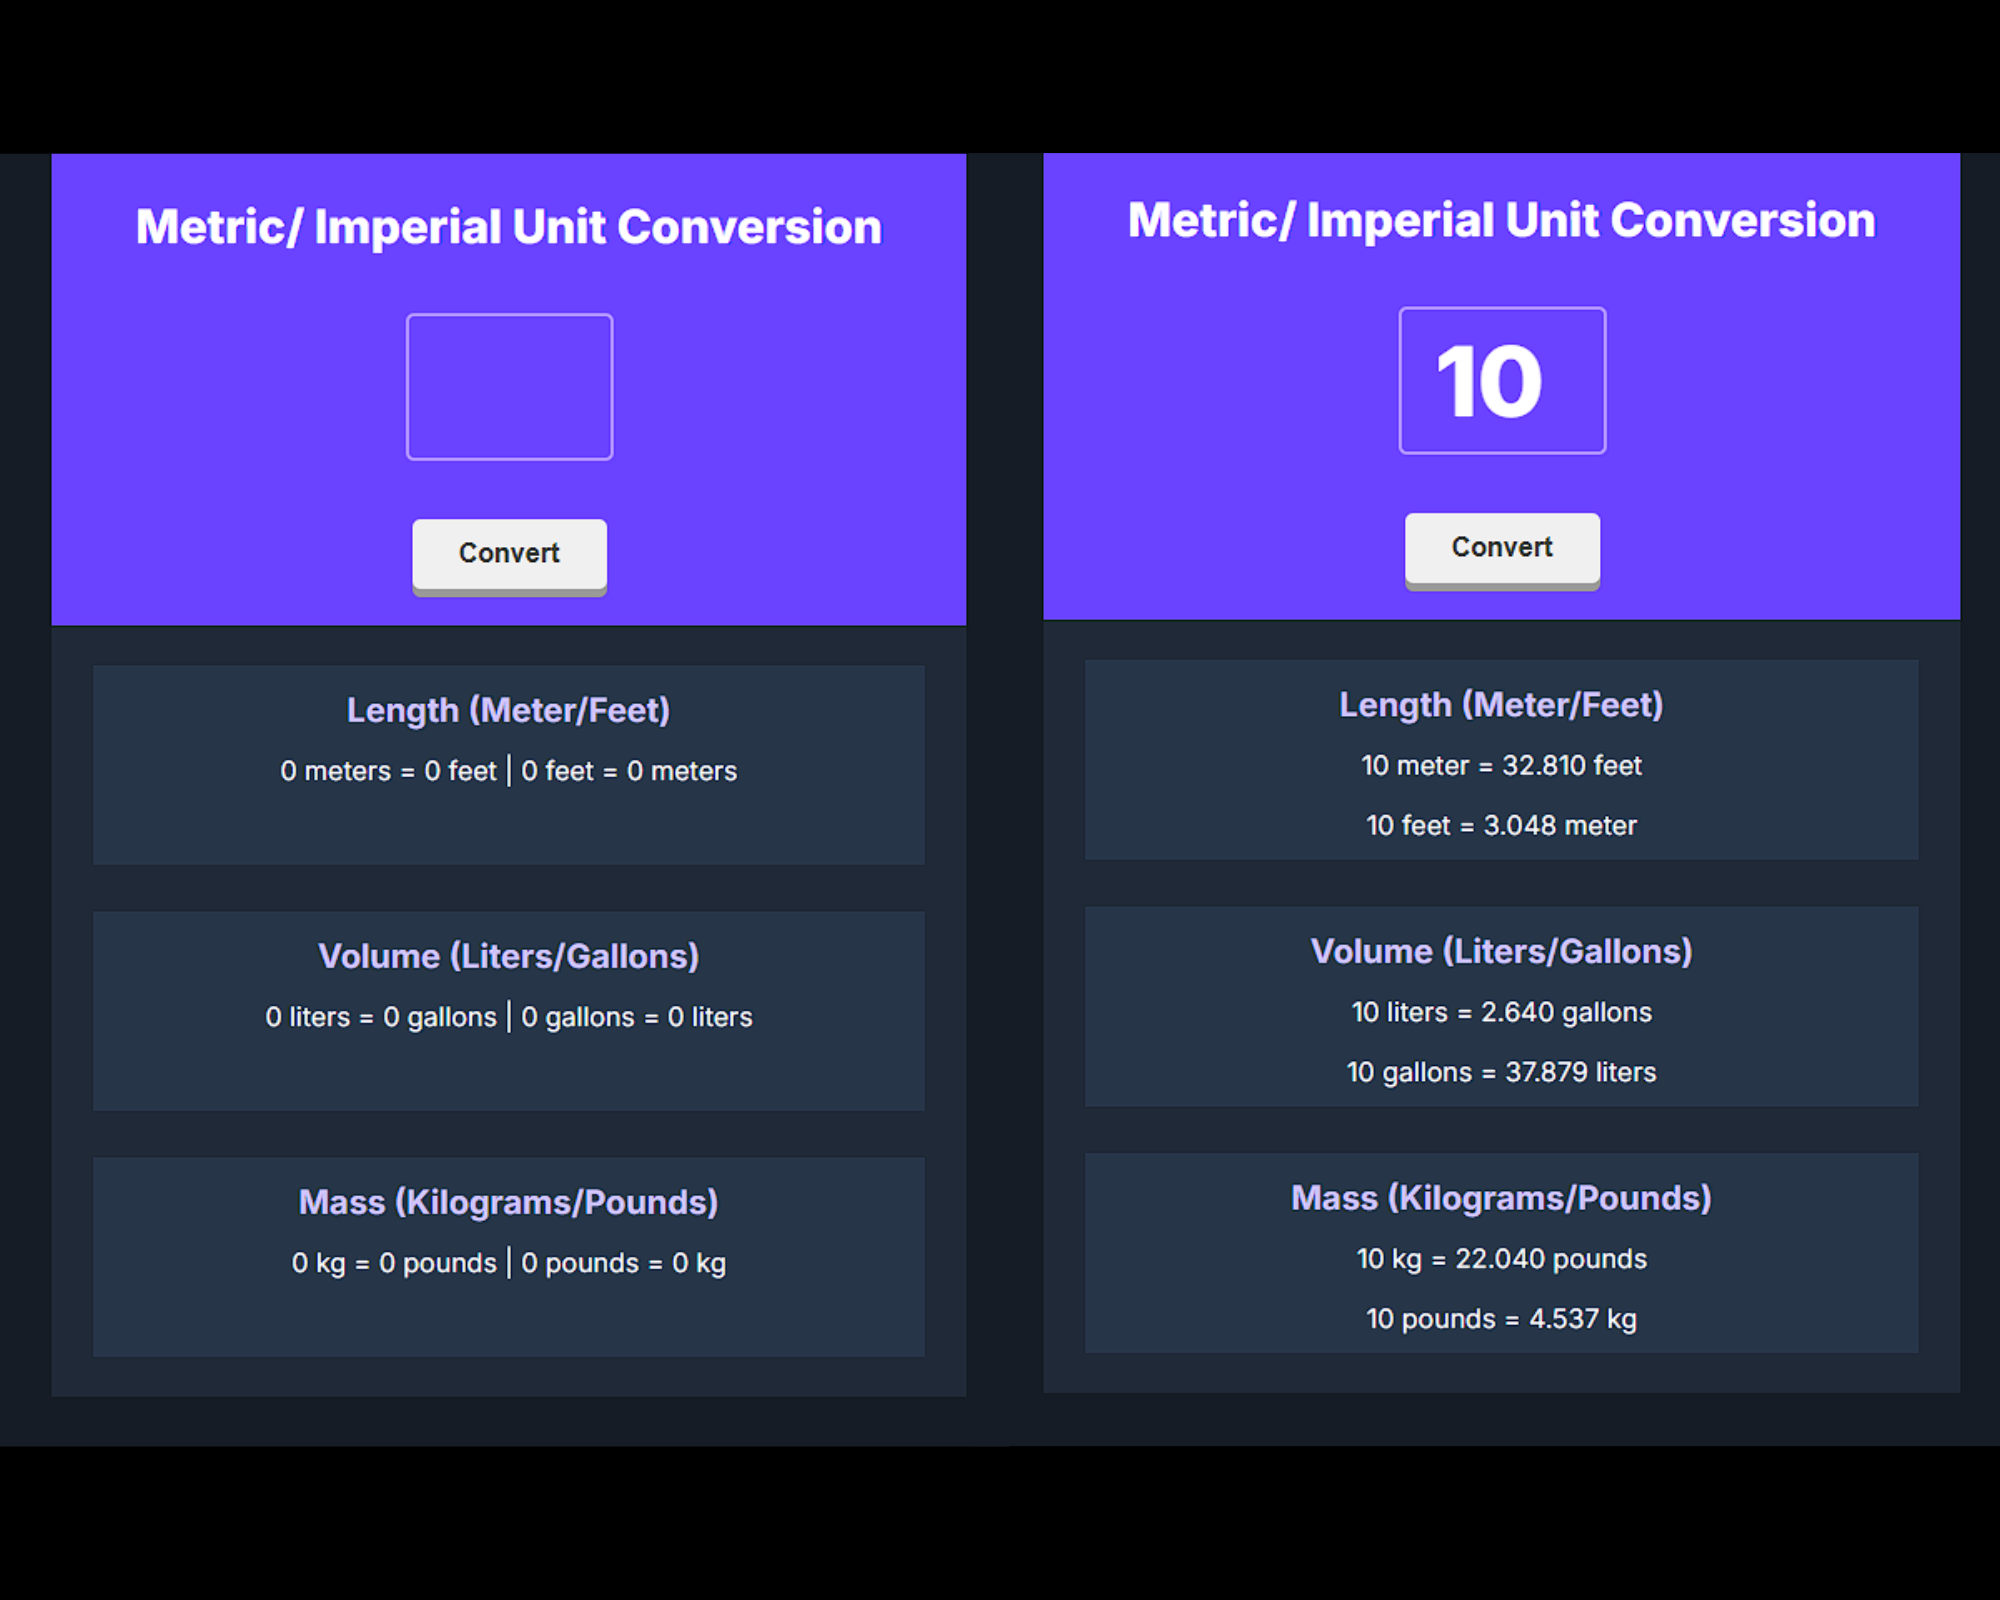 Metric/ Imperial Unit Conversion
Convert
Length (Meter/Feet)
0 meters = 0 feet | 0 feet = 0 meters
Volume (Liters/Gallons)
0 liters = 0 gallons | 0 gallons = 0 liters
Mass (Kilograms/Pounds)
0 kg = 0 pounds | 0 pounds = 0 kg
Metric/ Imperial Unit Conversion
10
Convert
Length (Meter/Feet)
10 meter = 32.810 feet
10 feet = 3.048 meter
Volume (Liters/Gallons)
10 liters = 2.640 gallons
10 gallons = 37.879 liters
Mass (Kilograms/Pounds)
10 kg = 22.040 pounds
10 pounds = 4.537 kg